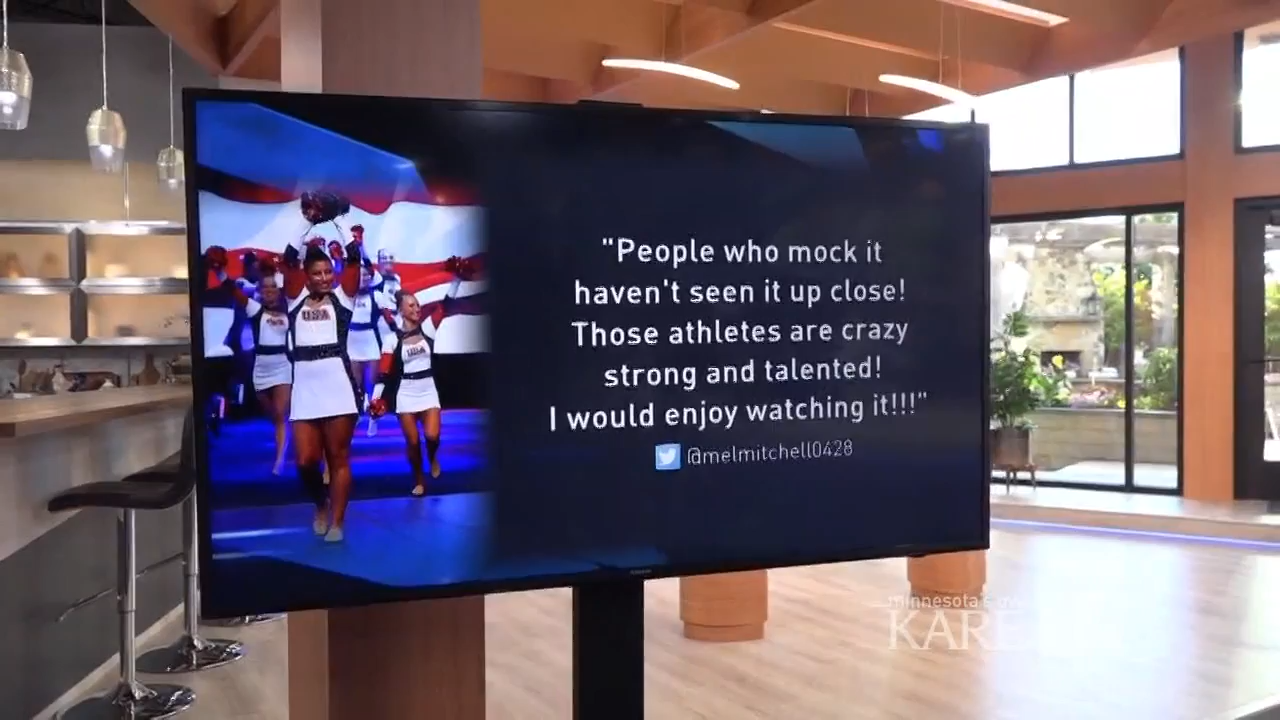 "People who mock it
haven't seen it up close!
Those athletes are crazy
strong and talented!
I would enjoy watching it!!!"
@melmitchell0428
USA
USA
minnesota's
KARE